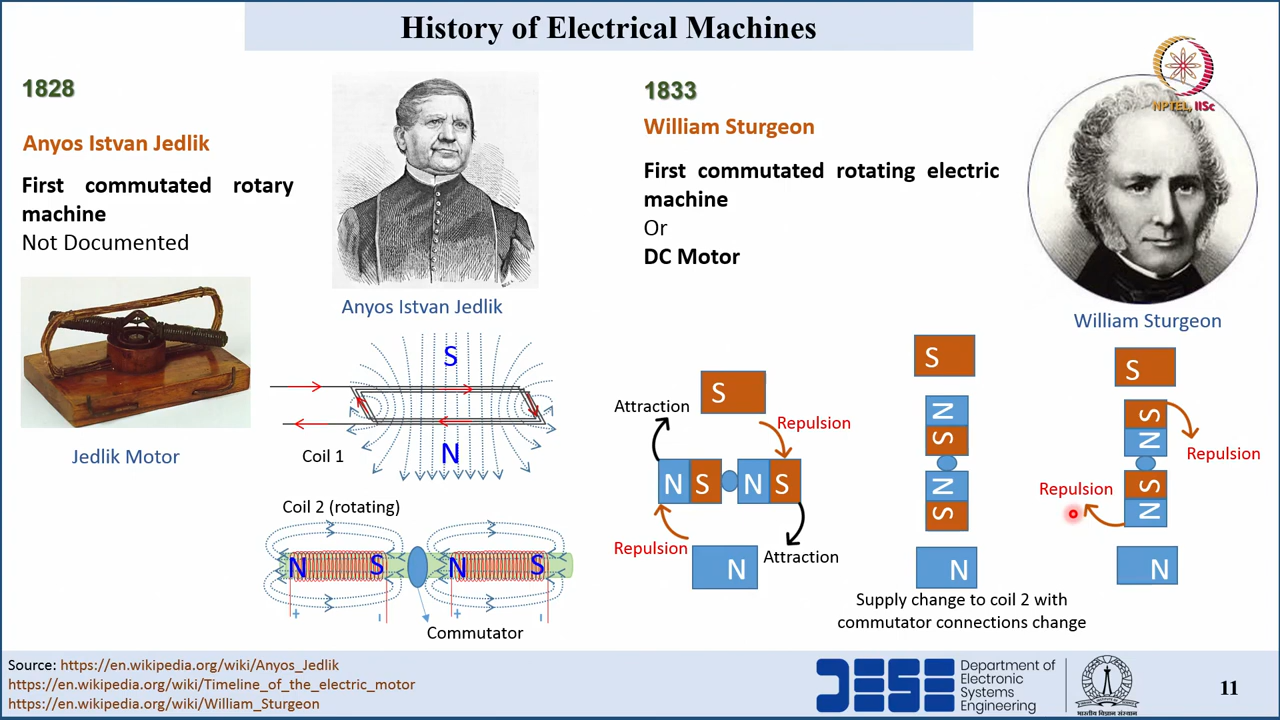 History of Electrical Machines
NPTEL, IISc
1828
Anyos Istvan Jedlik
First commutated rotary
machine
Not Documented
Jedlik Motor
Anyos Istvan Jedlik
S
N
Coil 1
Coil 2 (rotating)
N S N S
+ - + -
Commutator
1833
William Sturgeon
First commutated rotating electric
machine
Or
DC Motor
William Sturgeon
S
Attraction
Repulsion
N S N S
Repulsion
Attraction
N
S
N
S
N
S
N
S
S
N
S
N
Repulsion
Repulsion
N
Supply change to coil 2 with
commutator connections change
Source: https://en.wikipedia.org/wiki/Anyos_Jedlik
https://en.wikipedia.org/wiki/Timeline_of_the_electric_motor
https://en.wikipedia.org/wiki/William_Sturgeon
DESE
Department of
Electronic
Systems
Engineering
भारतीय विज्ञान संस्थान
11